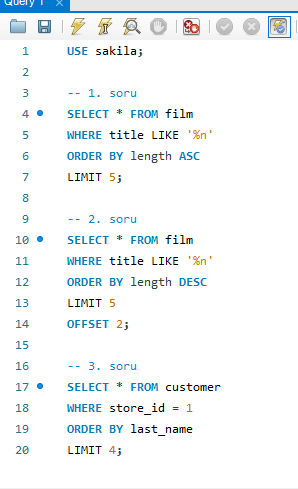 Query 1
1 USE sakila;
2
3 -- 1. soru
4 SELECT * FROM film
5 WHERE title LIKE '%n'
6 ORDER BY length ASC
7 LIMIT 5;
8
9 -- 2. soru
10 SELECT * FROM film
11 WHERE title LIKE '%n'
12 ORDER BY length DESC
13 LIMIT 5
14 OFFSET 2;
15
16 -- 3. soru
17 SELECT * FROM customer
18 WHERE store_id = 1
19 ORDER BY last_name
20 LIMIT 4;